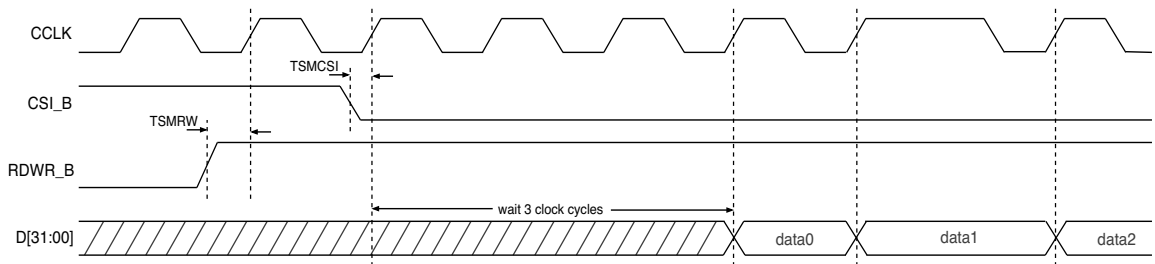 CCLK
TSMCSI
CSI_B
TSMRW
RDWR_B
wait 3 clock cycles
D[31:00]
data0
data1
data2